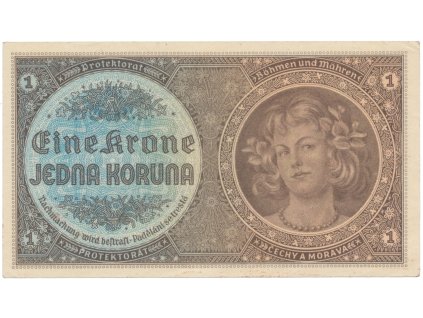 1
Protektorat
Böhmen und Mähren
1
Eine Krone
JEDNA KORUNA
Nachmachung wird bestraft - Padělání se trestá
1
PROTEKTORÁT
ČECHY A MORAVA
1